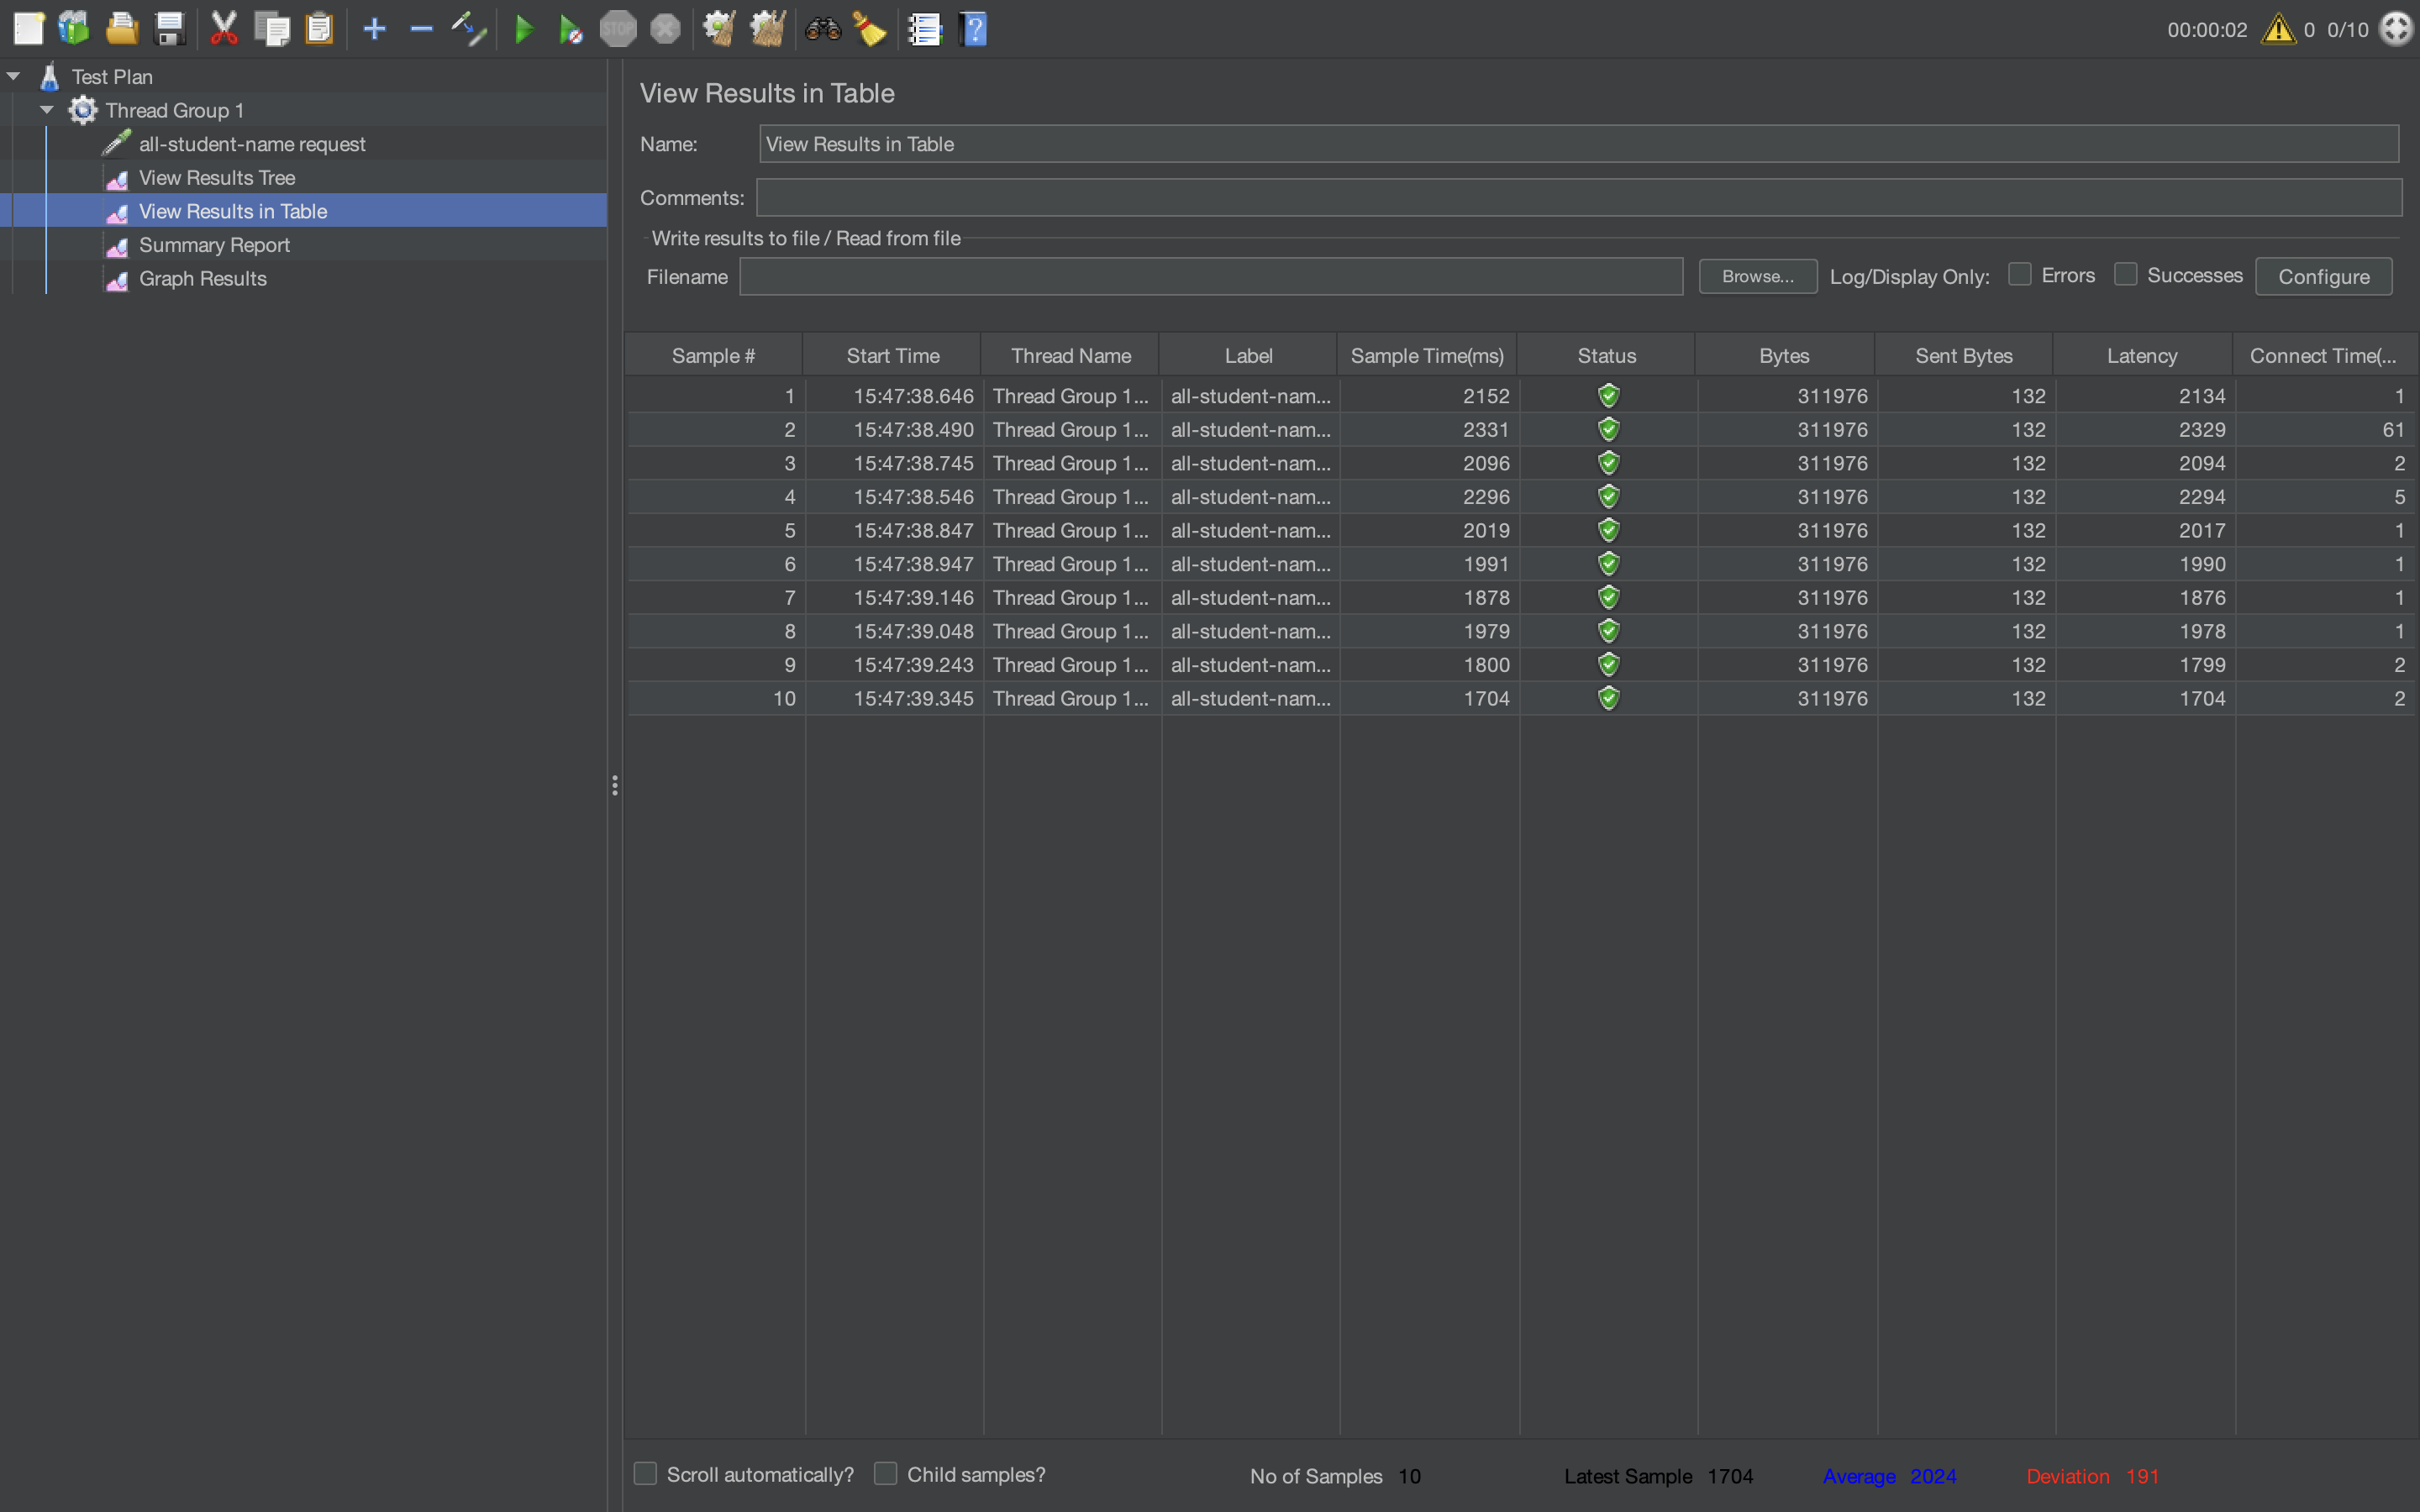 00:00:02 0 0/10
Test Plan
Thread Group 1
all-student-name request
View Results Tree
View Results in Table
Summary Report
Graph Results
View Results in Table
Name: View Results in Table
Comments:
Write results to file / Read from file
Filename Browse... Log/Display Only: Errors Successes Configure
Sample # Start Time Thread Name Label Sample Time(ms) Status Bytes Sent Bytes Latency Connect Time(...
1 15:47:38.646 Thread Group 1... all-student-nam... 2152 311976 132 2134 1
2 15:47:38.490 Thread Group 1... all-student-nam... 2331 311976 132 2329 61
3 15:47:38.745 Thread Group 1... all-student-nam... 2096 311976 132 2094 2
4 15:47:38.546 Thread Group 1... all-student-nam... 2296 311976 132 2294 5
5 15:47:38.847 Thread Group 1... all-student-nam... 2019 311976 132 2017 1
6 15:47:38.947 Thread Group 1... all-student-nam... 1991 311976 132 1990 1
7 15:47:39.146 Thread Group 1... all-student-nam... 1878 311976 132 1876 1
8 15:47:39.048 Thread Group 1... all-student-nam... 1979 311976 132 1978 1
9 15:47:39.243 Thread Group 1... all-student-nam... 1800 311976 132 1799 2
10 15:47:39.345 Thread Group 1... all-student-nam... 1704 311976 132 1704 2
Scroll automatically? Child samples? No of Samples 10 Latest Sample 1704 Average 2024 Deviation 191